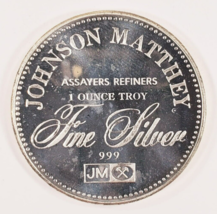 JOHNSON MATTHEY
ASSAYERS REFINERS
1 OUNCE TROY
Fine Silver
999
JM